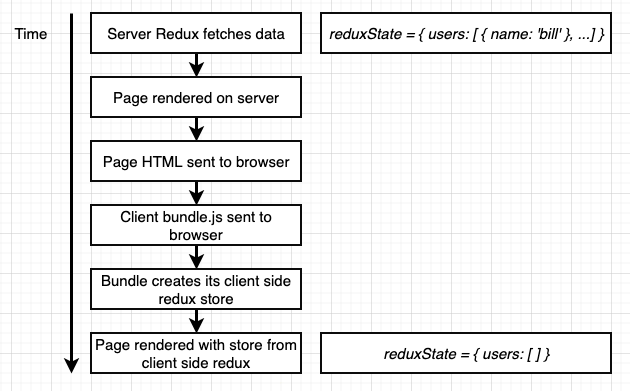 Time
Server Redux fetches data
reduxState = { users: [ { name: 'bill' }, ...] }
Page rendered on server
Page HTML sent to browser
Client bundle.js sent to
browser
Bundle creates its client side
redux store
Page rendered with store from
client side redux
reduxState = { users: [ ] }